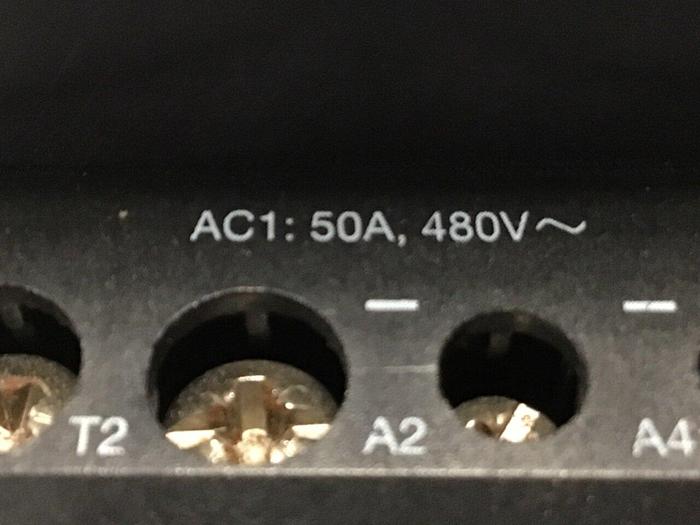 AC1: 50A, 480V～
T2 — A2 — A4